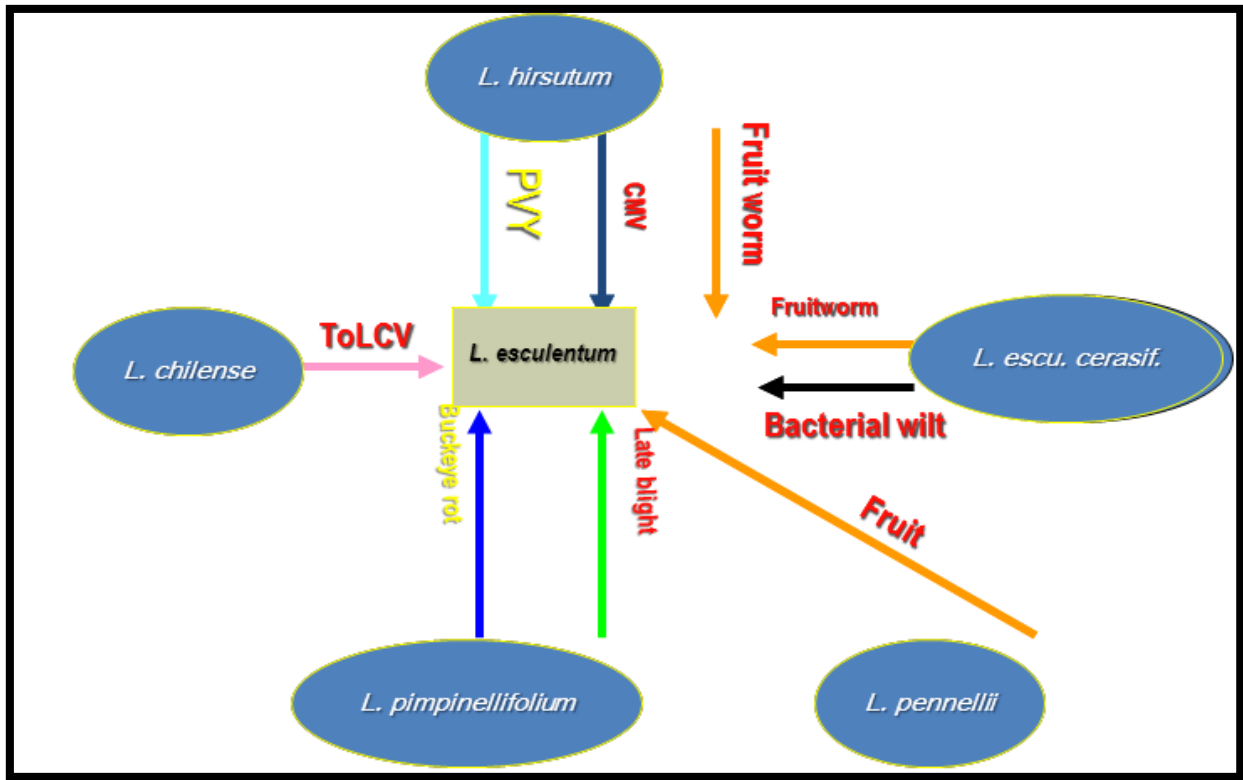 L. hirsutum
PVY
CMV
Fruit worm
Fruitworm
ToLCV
L. esculentum
L. chilense
L. escu. cerasif.
Bacterial wilt
Buckeye rot
Late blight
Fruit
L. pimpinellifolium
L. pennellii